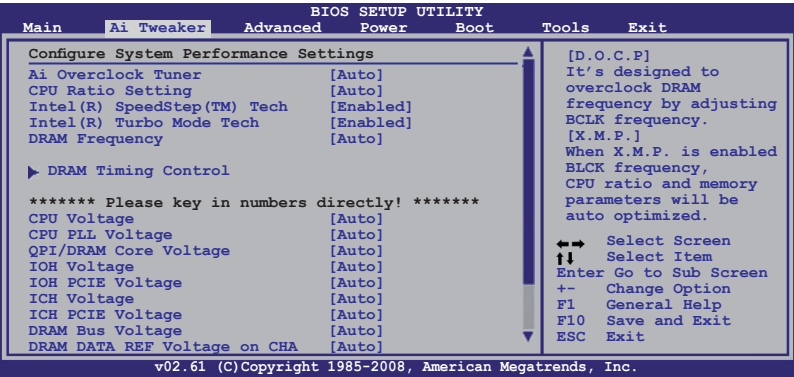 BIOS SETUP UTILITY
Main Ai Tweaker Advanced Power Boot Tools Exit
Configure System Performance Settings
Ai Overclock Tuner [Auto]
CPU Ratio Setting [Auto]
Intel(R) SpeedStep(TM) Tech [Enabled]
Intel(R) Turbo Mode Tech [Enabled]
DRAM Frequency [Auto]
DRAM Timing Control
******* Please key in numbers directly! *******
CPU Voltage [Auto]
CPU PLL Voltage [Auto]
QPI/DRAM Core Voltage [Auto]
IOH Voltage [Auto]
IOH PCIE Voltage [Auto]
ICH Voltage [Auto]
ICH PCIE Voltage [Auto]
DRAM Bus Voltage [Auto]
DRAM DATA REF Voltage on CHA [Auto]
[D.O.C.P]
It's designed to
overclock DRAM
frequency by adjusting
BCLK frequency.
[X.M.P.]
When X.M.P. is enabled
BLCK frequency,
CPU ratio and memory
parameters will be
auto optimized.
Select Screen
Select Item
Enter Go to Sub Screen
+- Change Option
F1 General Help
F10 Save and Exit
ESC Exit
v02.61 (C)Copyright 1985-2008, American Megatrends, Inc.